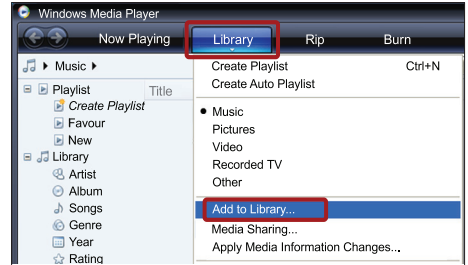 Windows Media Player
Now Playing Library Rip Burn
Music
Playlist Title
Create Playlist
Favour
New
Library
Artist
Album
Songs
Genre
Year
Rating
Create Playlist Ctrl+N
Create Auto Playlist
Music
Pictures
Video
Recorded TV
Other
Add to Library...
Media Sharing...
Apply Media Information Changes...